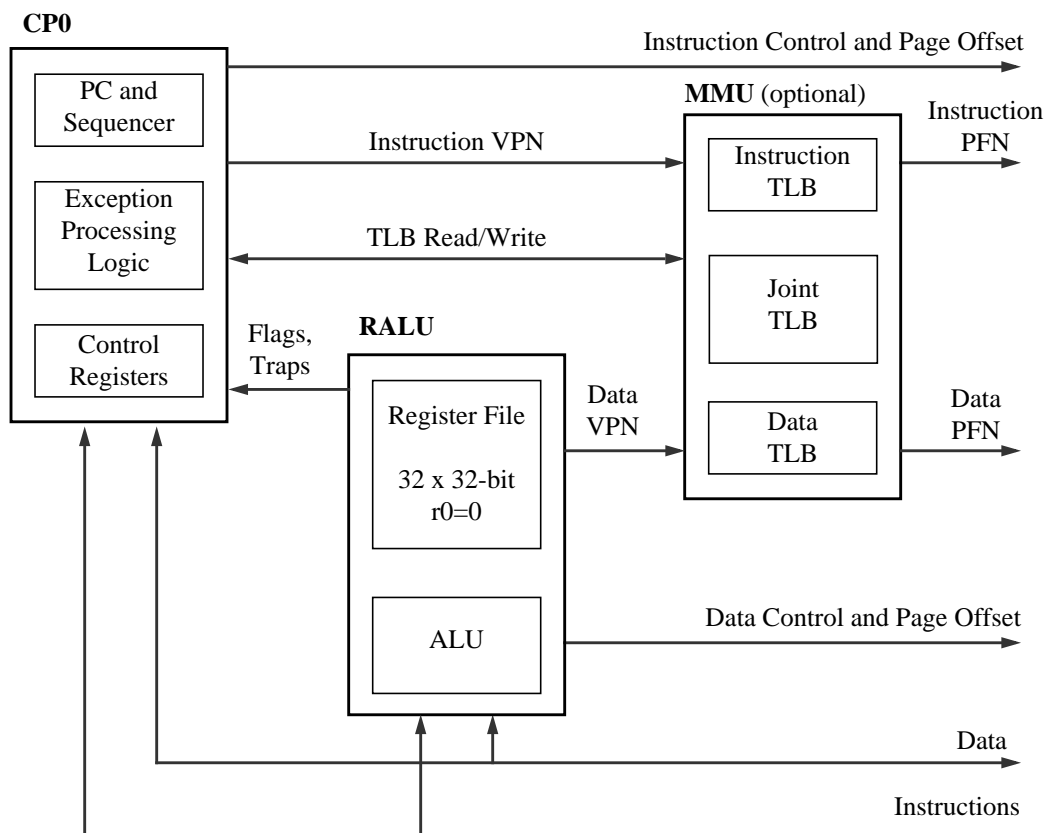 CP0
PC and
Sequencer
Exception
Processing
Logic
Control
Registers
Instruction Control and Page Offset
Instruction VPN
TLB Read/Write
Flags,
Traps
MMU (optional)
Instruction
TLB
Joint
TLB
Data
TLB
Instruction
PFN
Data
PFN
RALU
Register File
32 x 32-bit
r0=0
ALU
Data
VPN
Data Control and Page Offset
Data
Instructions